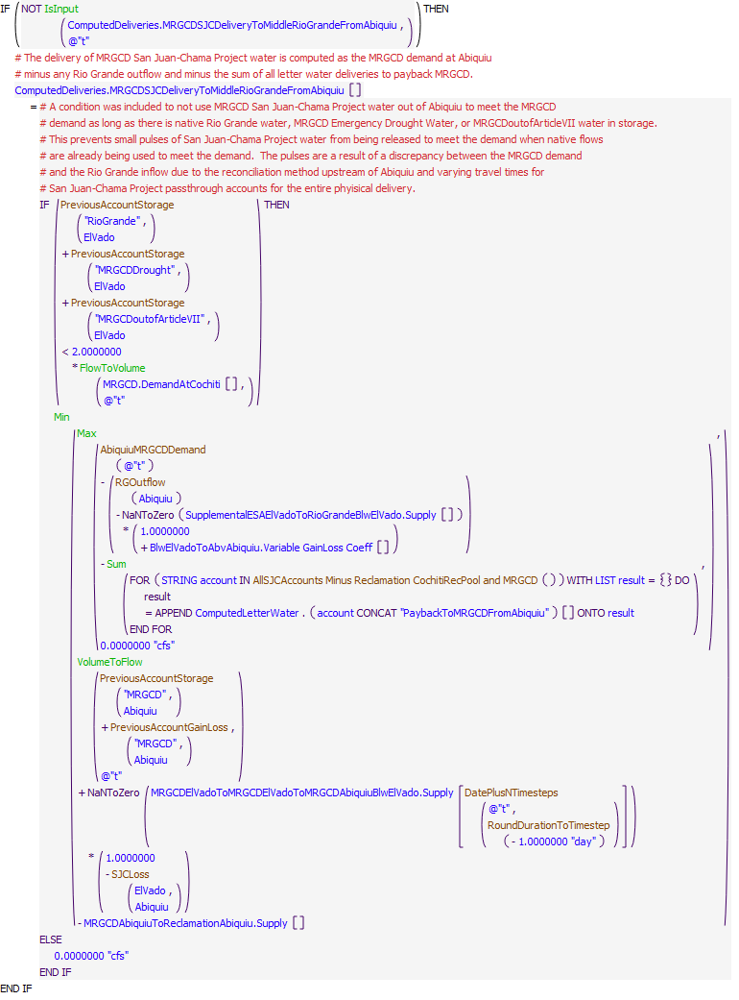 IF ( NOT IsInput ) THEN
( ComputedDeliveries.MRGCDSJCDeliveryToMiddleRioGrandeFromAbiquiu ,
@"t" )
# The delivery of MRGCD San Juan-Chama Project water is computed as the MRGCD demand at Abiquiu
# minus any Rio Grande outflow and minus the sum of all letter water deliveries to payback MRGCD.
ComputedDeliveries.MRGCDSJCDeliveryToMiddleRioGrandeFromAbiquiu [ ]
= # A condition was included to not use MRGCD San Juan-Chama Project water out of Abiquiu to meet the MRGCD
# demand as long as there is native Rio Grande water, MRGCD Emergency Drought Water, or MRGCDoutofArticleVII water in storage.
# This prevents small pulses of San Juan-Chama Project water from being released to meet the demand when native flows
# are already being used to meet the demand. The pulses are a result of a discrepancy between the MRGCD demand
# and the Rio Grande inflow due to the reconciliation method upstream of Abiquiu and varying travel times for
# San Juan-Chama Project passthrough accounts for the entire phyisical delivery.
IF ( PreviousAccountStorage ) THEN
( "RioGrande" ,
ElVado )
+ PreviousAccountStorage
( "MRGCDDrought" ,
ElVado )
+ PreviousAccountStorage
( "MRGCDoutofArticleVII" ,
ElVado )
< 2.0000000
* FlowToVolume
( MRGCD.DemandAtCochiti [ ] ,
@"t" )
Min
( Max ,
( AbiquiuMRGCDDemand
( @"t" )
- ( RGOutflow
( Abiquiu )
- NaNToZero ( SupplementalESAElVadoToRioGrandeBlwElVado.Supply [ ] )
* ( 1.0000000
+ BlwElVadoToAbvAbiquiu.Variable GainLoss Coeff [ ] ) )
- Sum ,
( FOR ( STRING account IN AllSJCAccounts Minus Reclamation CochitiRecPool and MRGCD ( ) ) WITH LIST result = { } DO
result
= APPEND ComputedLetterWater . ( account CONCAT "PaybackToMRGCDFromAbiquiu" ) [ ] ONTO result
END FOR )
0.0000000 "cfs" )
VolumeToFlow
( PreviousAccountStorage
( "MRGCD" ,
Abiquiu )
+ PreviousAccountGainLoss ,
( "MRGCD" ,
Abiquiu )
@"t" )
+ NaNToZero ( MRGCDElVadoToMRGCDElVadoToMRGCDAbiquiuBlwElVado.Supply [ DatePlusNTimesteps
( @"t" ,
RoundDurationToTimestep
( - 1.0000000 "day" ) ) ] )
* ( 1.0000000
- SJCLoss
( ElVado ,
Abiquiu ) )
- MRGCDAbiquiuToReclamationAbiquiu.Supply [ ] )
ELSE
0.0000000 "cfs"
END IF
END IF